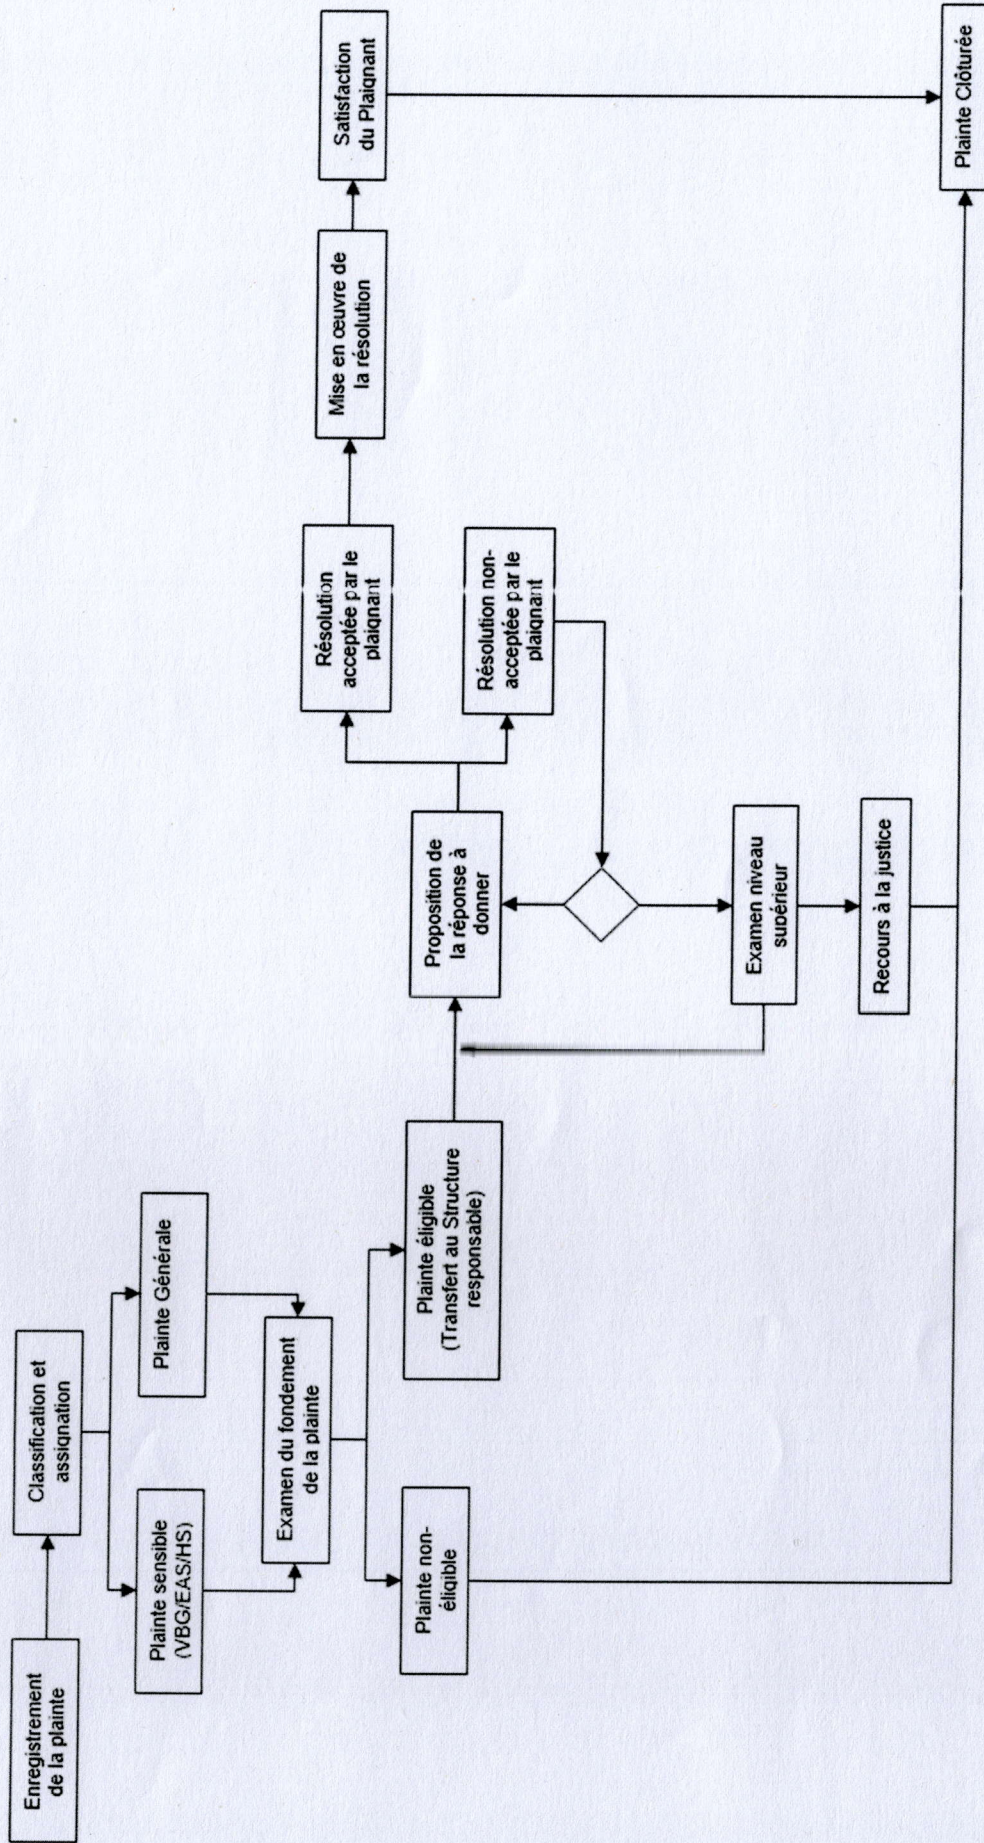 Enregistrement
de la plainte
Classification et
assignation
Plainte sensible
(VBG/EAS/HS)
Plainte Générale
Examen du fondement
de la plainte
Plainte non-
éligible
Plainte éligible
(Transfert au Structure
responsable)
Proposition de
la réponse à
donner
Résolution
acceptée par le
plaignant
Résolution non-
acceptée par le
plaignant
Mise en œuvre de
la résolution
Satisfaction
du Plaignant
Examen niveau
supérieur
Recours à la justice
Plainte Clôturée